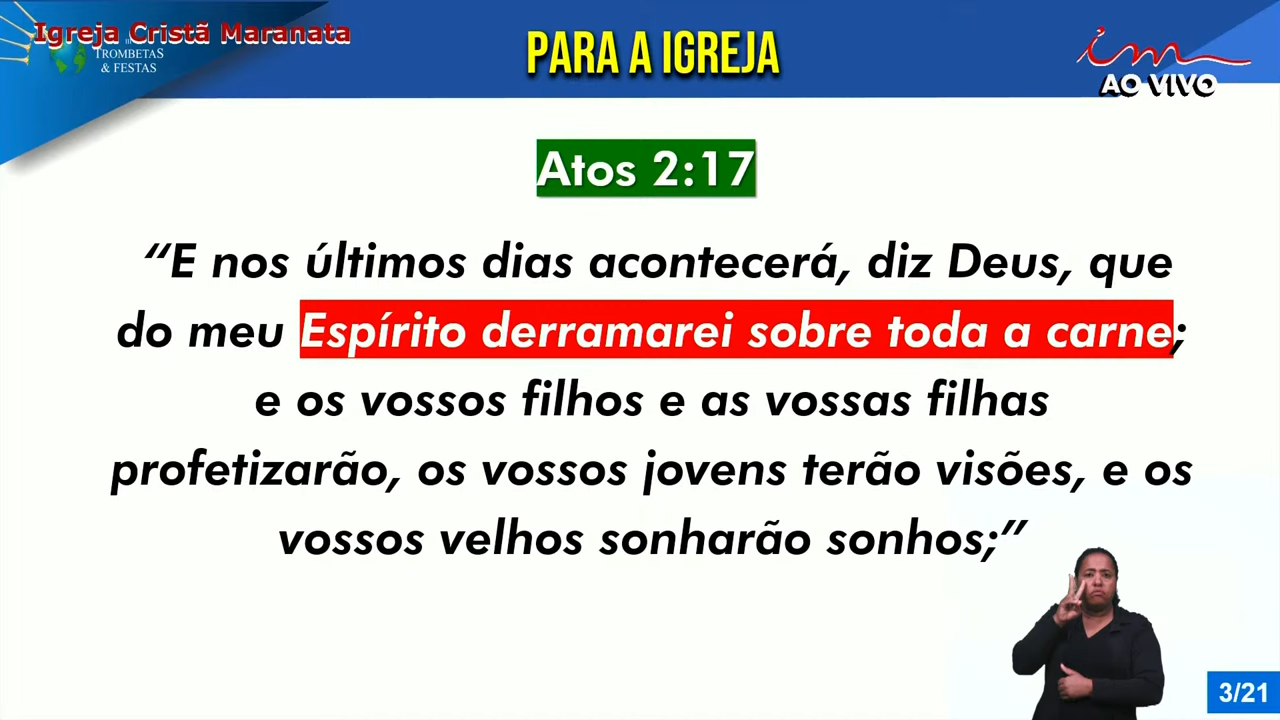 Igreja Cristã Maranata
TROMBETAS
& FESTAS
PARA A IGREJA
im
AO VIVO
Atos 2:17
“E nos últimos dias acontecerá, diz Deus, que
do meu Espírito derramarei sobre toda a carne;
e os vossos filhos e as vossas filhas
profetizarão, os vossos jovens terão visões, e os
vossos velhos sonharão sonhos;”
3/21